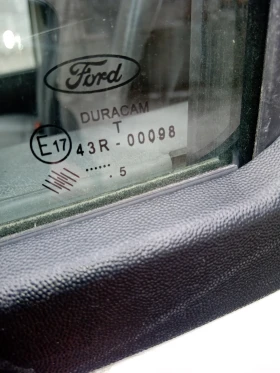 Ford
DURACAM
T
E17 43R - 00098
......
. 5